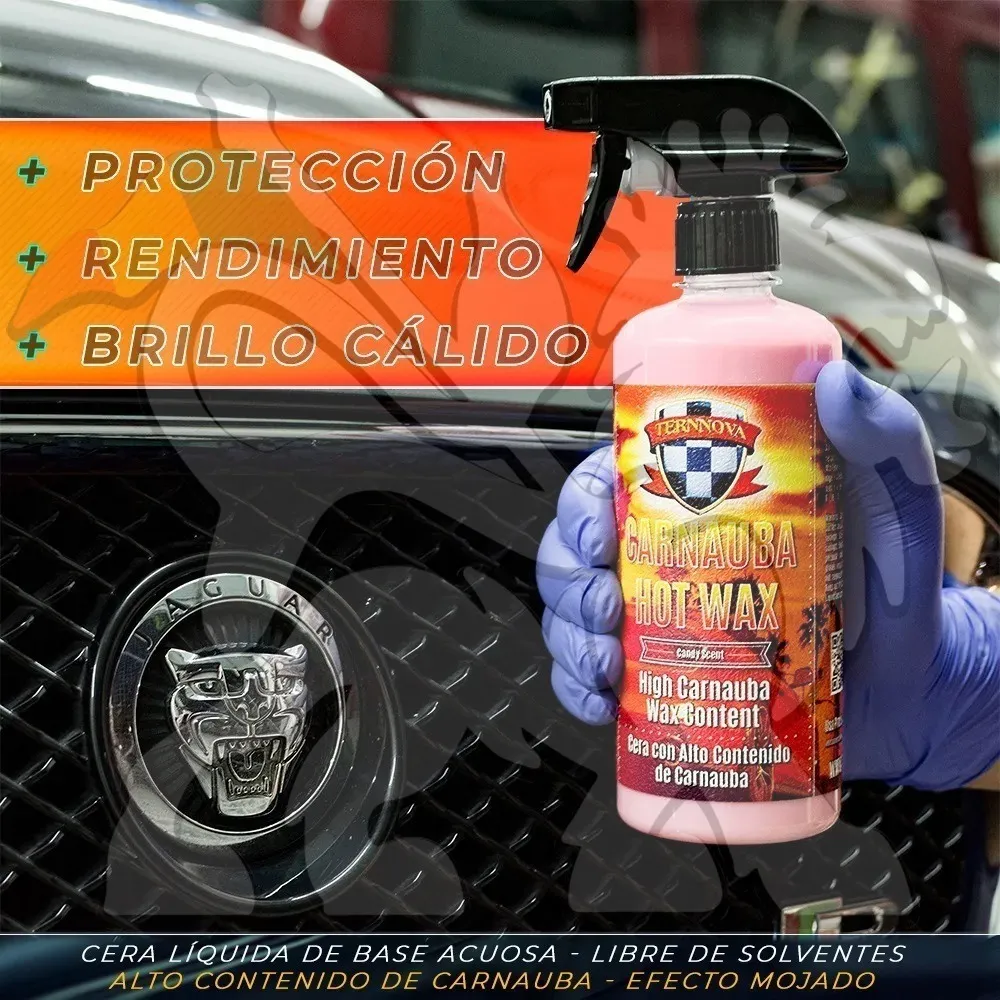 + PROTECCIÓN
+ RENDIMIENTO
+ BRILLO CÁLIDO
TERNNOVA
CARNAUBA
HOT WAX
Candy Scent
High Carnauba
Wax Content
Cera con Alto Contenido
de Carnauba
JAGUAR
CERA LÍQUIDA DE BASE ACUOSA - LIBRE DE SOLVENTES
ALTO CONTENIDO DE CARNAUBA - EFECTO MOJADO